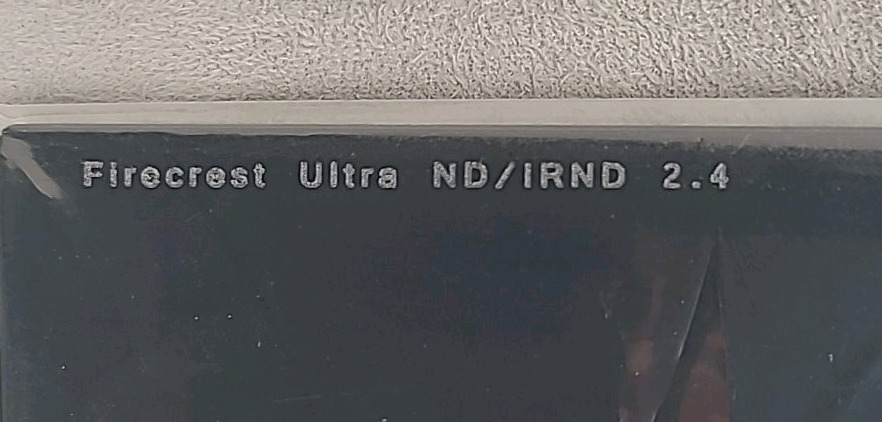 Firecrest Ultra ND/IRND 2.4